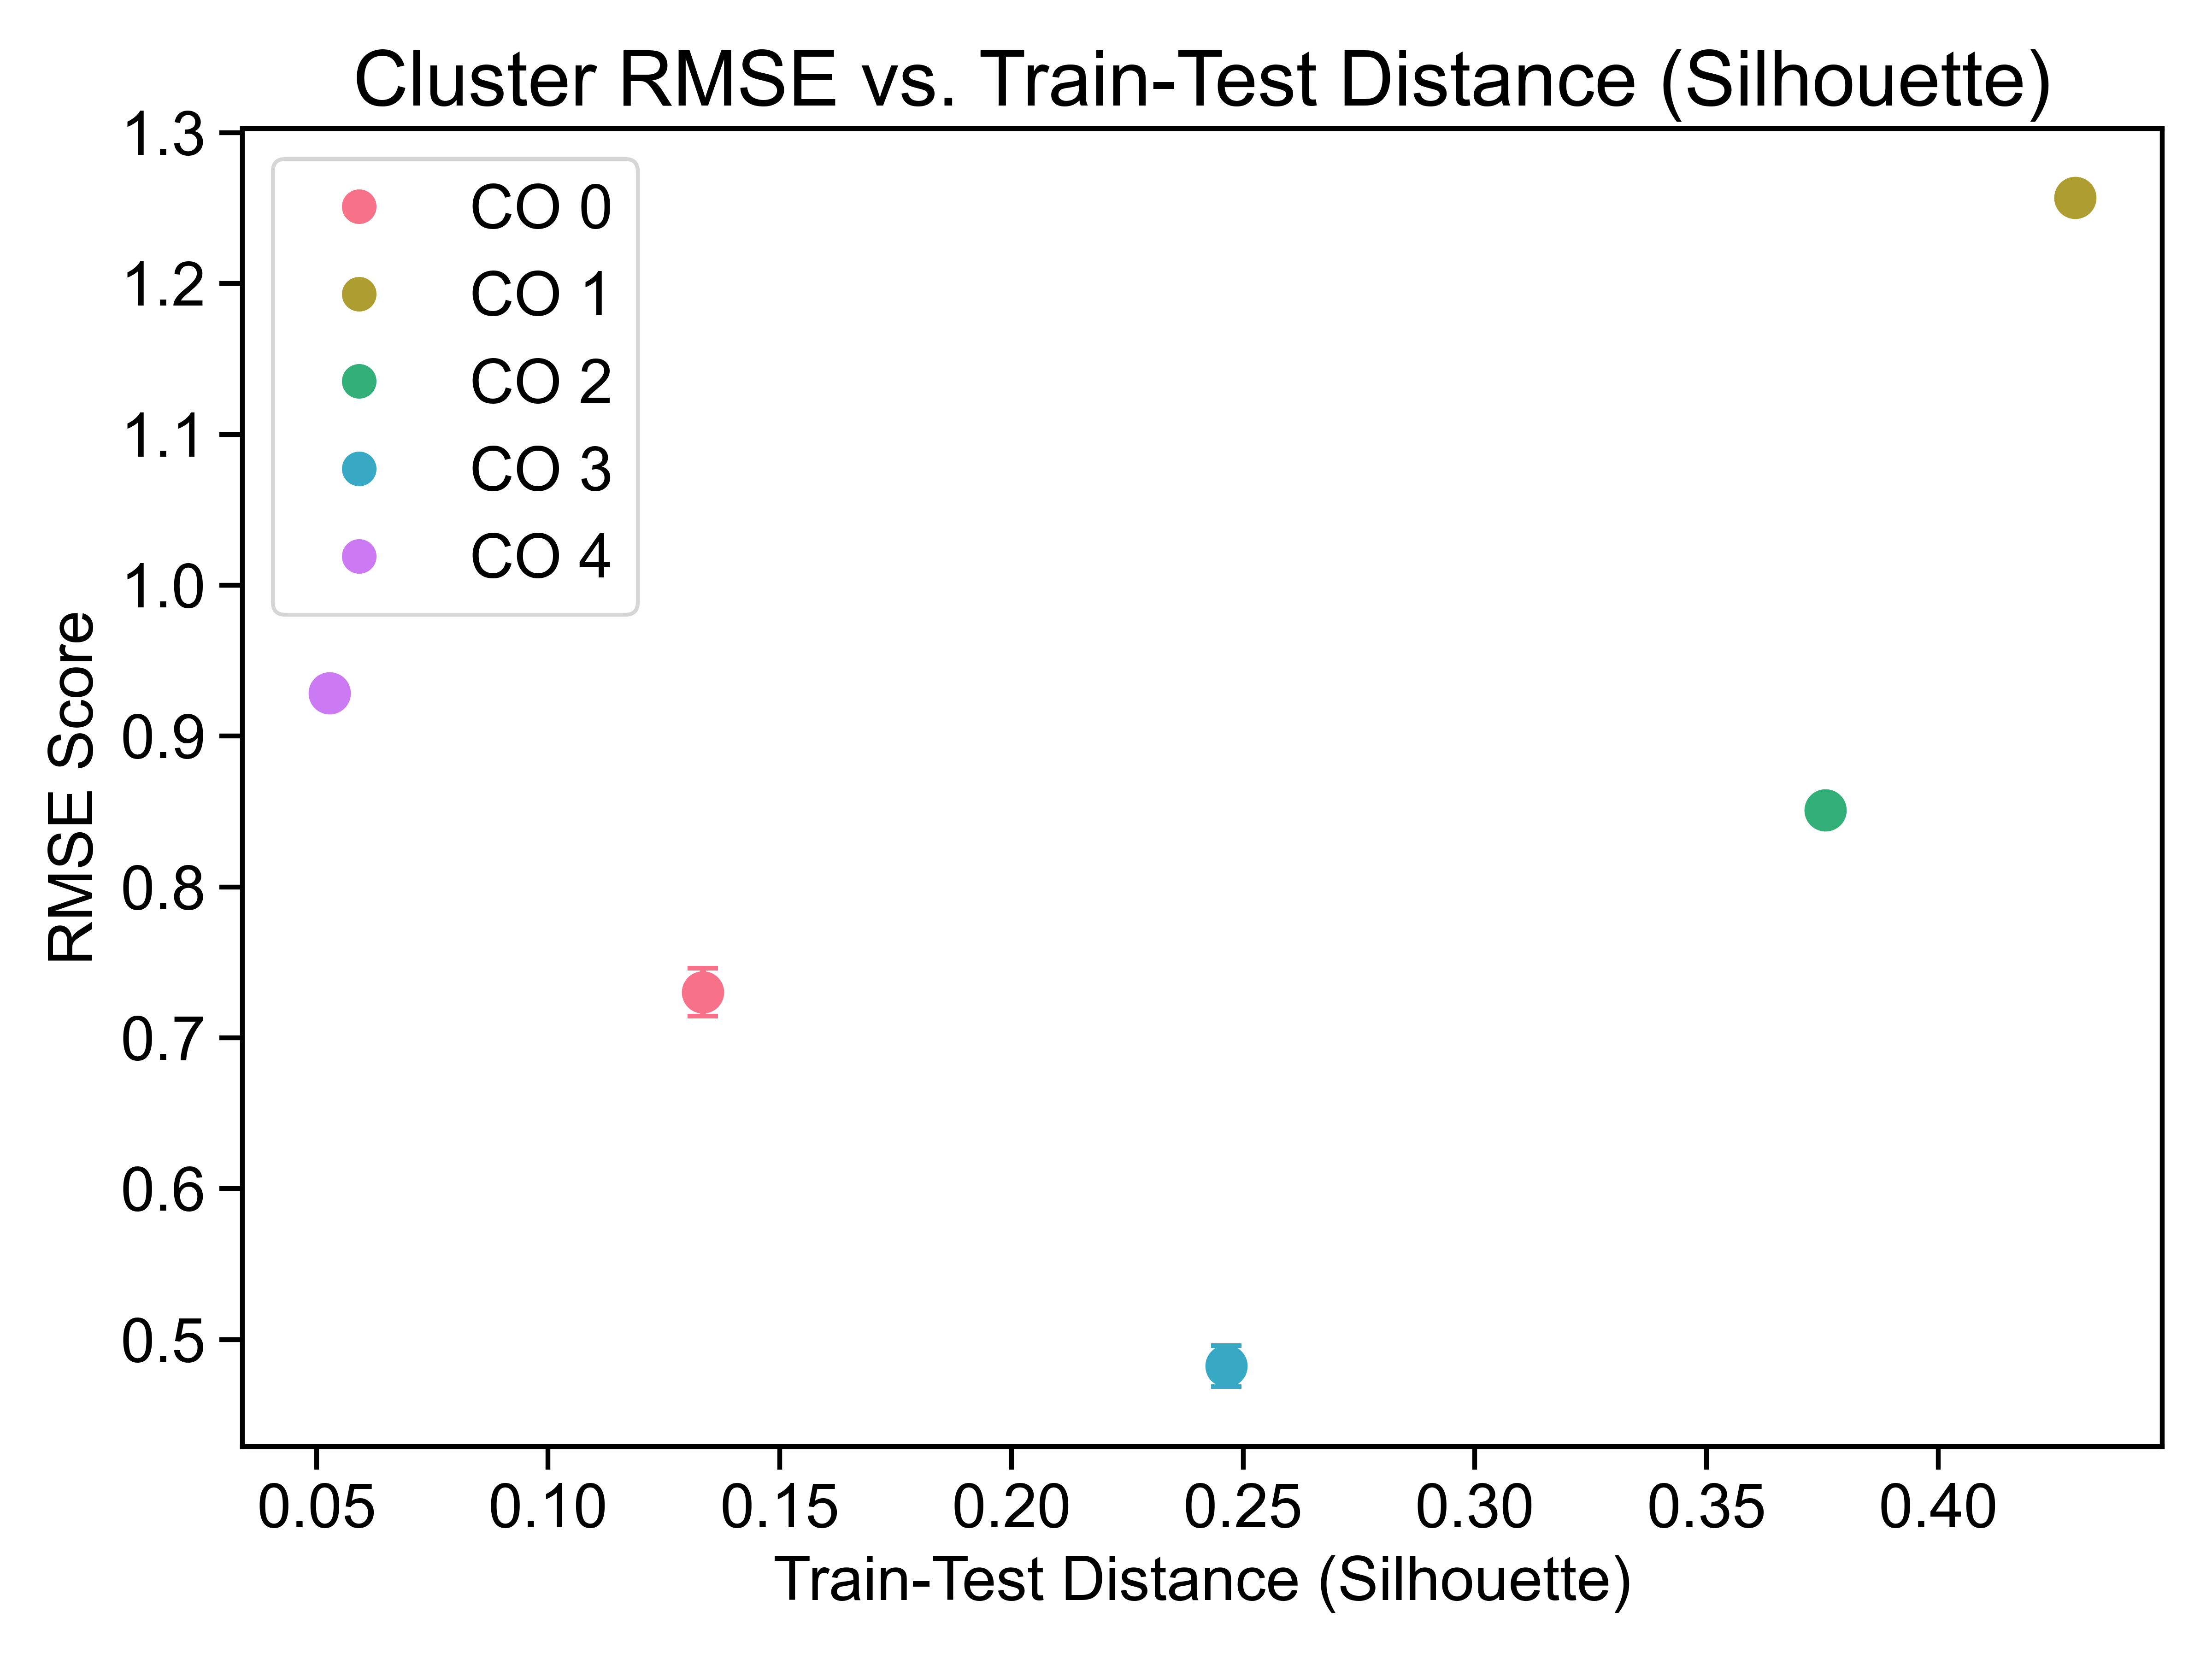 Cluster RMSE vs. Train-Test Distance (Silhouette)
1.3
1.2
1.1
1.0
0.9
0.8
0.7
0.6
0.5
RMSE Score
CO 0
CO 1
CO 2
CO 3
CO 4
0.05 0.10 0.15 0.20 0.25 0.30 0.35 0.40
Train-Test Distance (Silhouette)